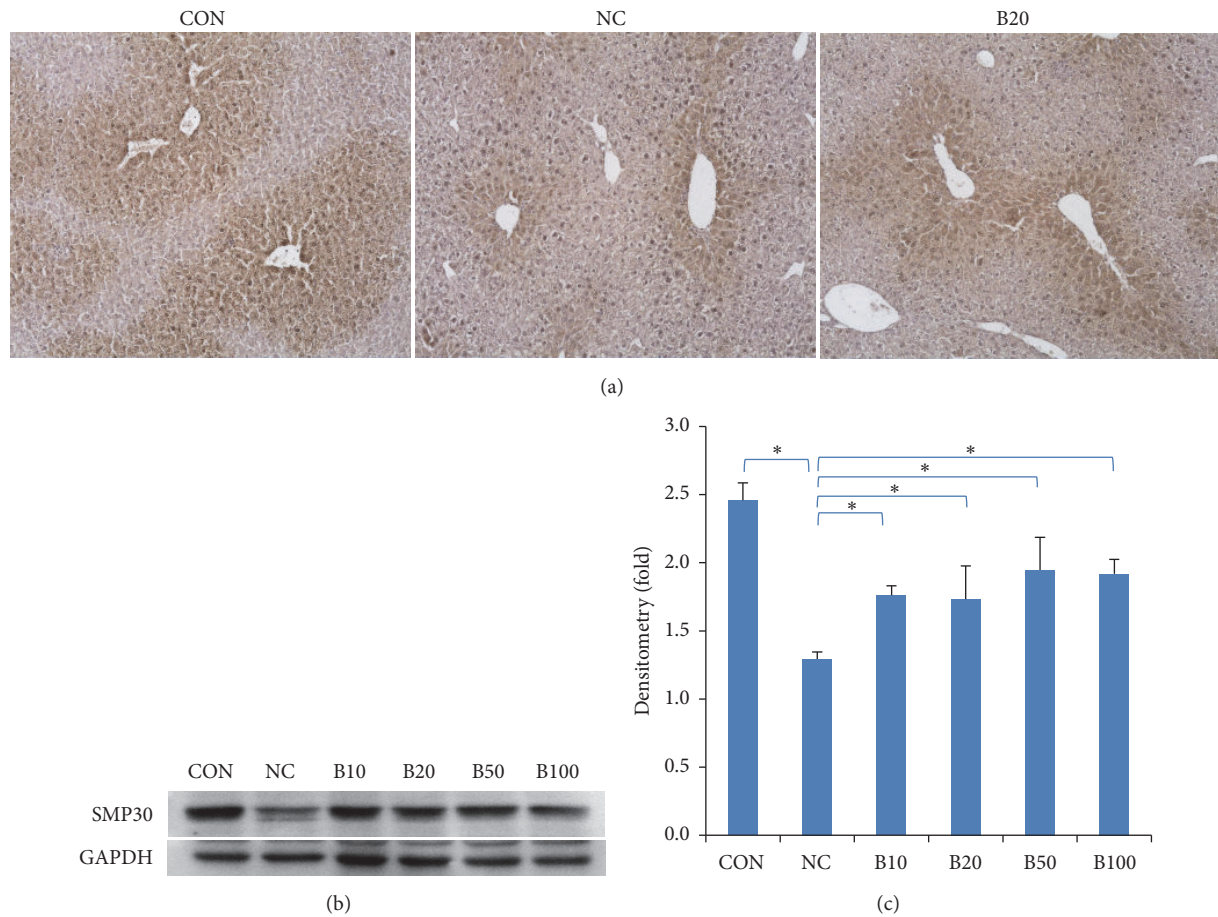 CON NC B20
(a)
CON NC B10 B20 B50 B100
SMP30
GAPDH
(b)
Densitometry (fold)
3.0
2.5
2.0
1.5
1.0
0.5
0.0
* * * * *
CON NC B10 B20 B50 B100
(c)